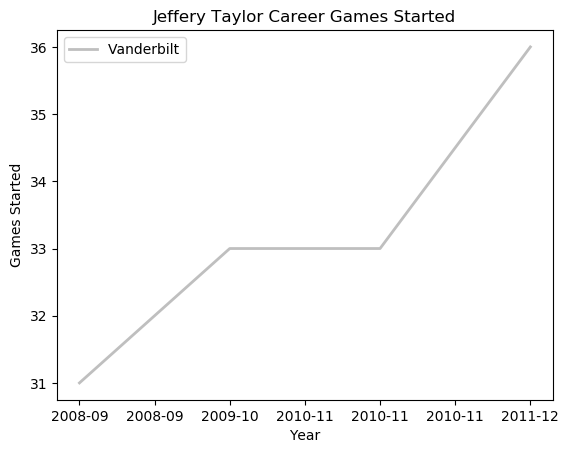 Jeffery Taylor Career Games Started
Vanderbilt
36
35
34
33
32
31
Games Started
2008-09 2008-09 2009-10 2010-11 2010-11 2010-11 2011-12
Year